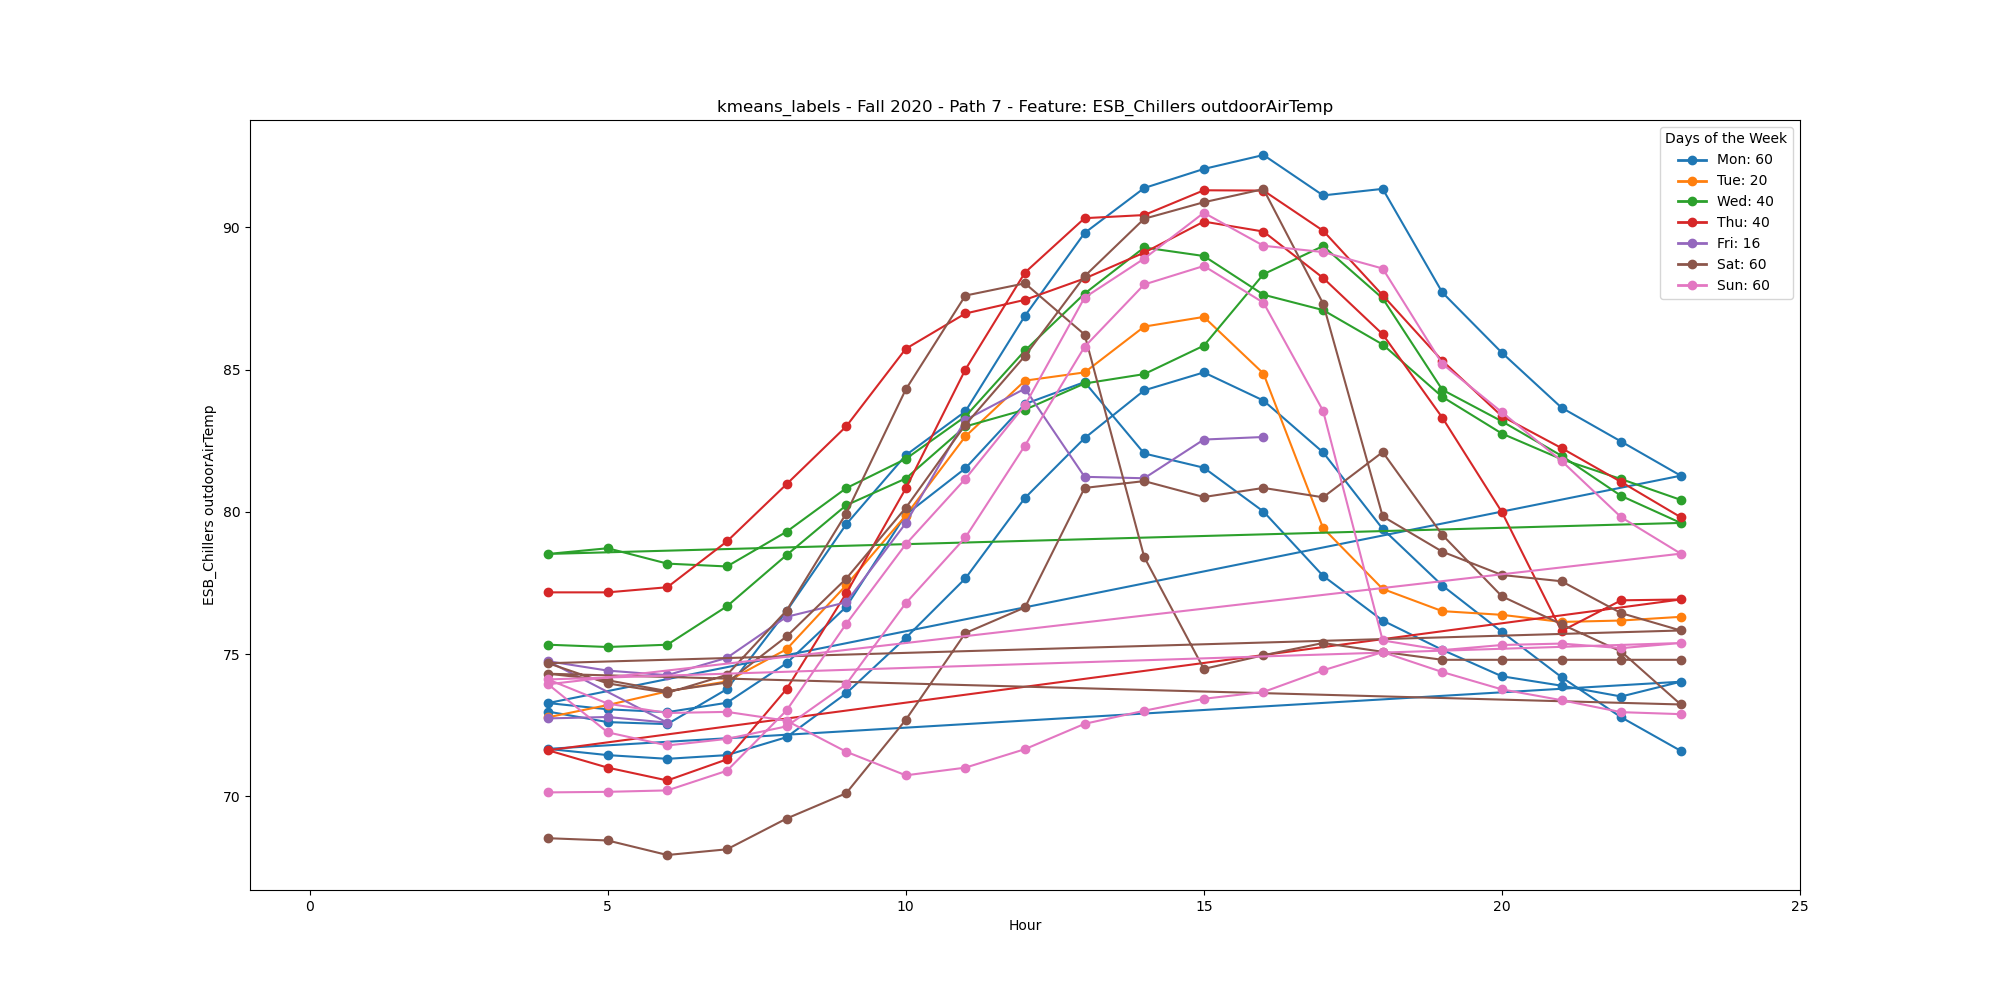 kmeans_labels - Fall 2020 - Path 7 - Feature: ESB_Chillers outdoorAirTemp
Days of the Week
Mon: 60
Tue: 20
Wed: 40
Thu: 40
Fri: 16
Sat: 60
Sun: 60
ESB_Chillers outdoorAirTemp
90
85
80
75
70
0 5 10 15 20 25
Hour